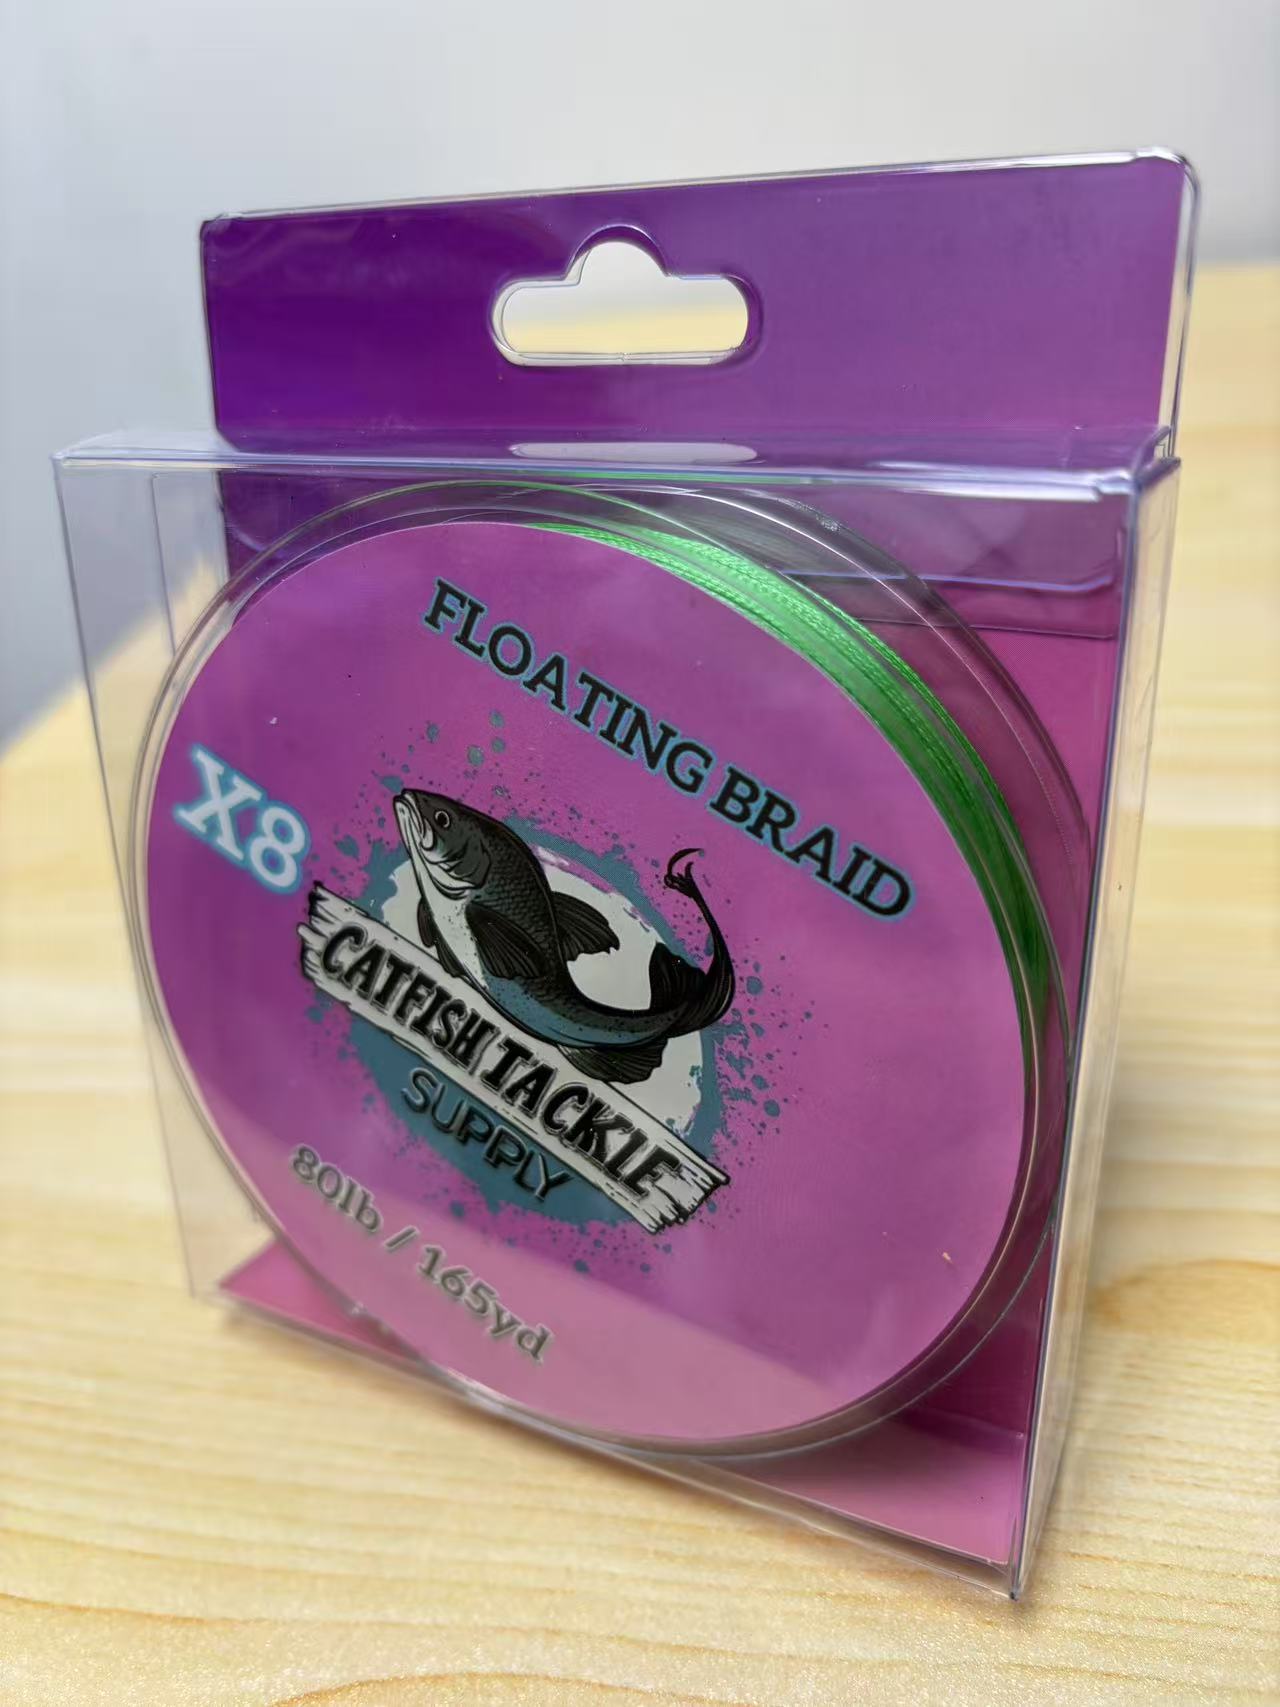 FLOATING BRAID
X8
CATFISH TACKLE
SUPPLY
80lb / 165yd